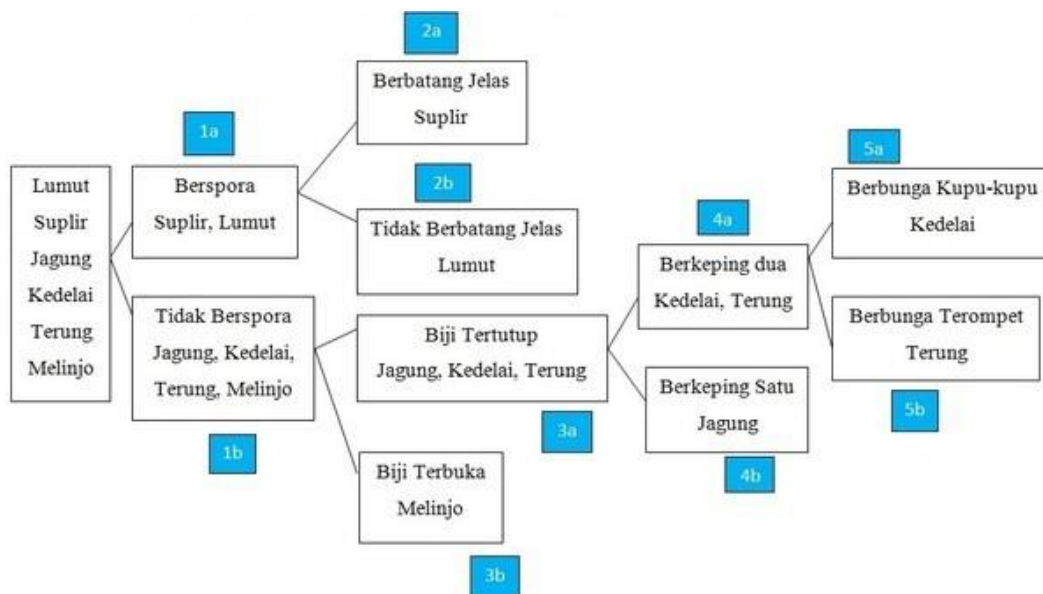 2a
Berbatang Jelas
Suplir
1a
Lumut
Suplir
Jagung
Kedelai
Terung
Melinjo
Berspora
Suplir, Lumut
2b
Tidak Berbatang Jelas
Lumut
1b
Tidak Berspora
Jagung, Kedelai,
Terung, Melinjo
3a
Biji Tertutup
Jagung, Kedelai, Terung
3b
Biji Terbuka
Melinjo
4a
Berkeping dua
Kedelai, Terung
4b
Berkeping Satu
Jagung
5a
Berbunga Kupu-kupu
Kedelai
5b
Berbunga Terompet
Terung